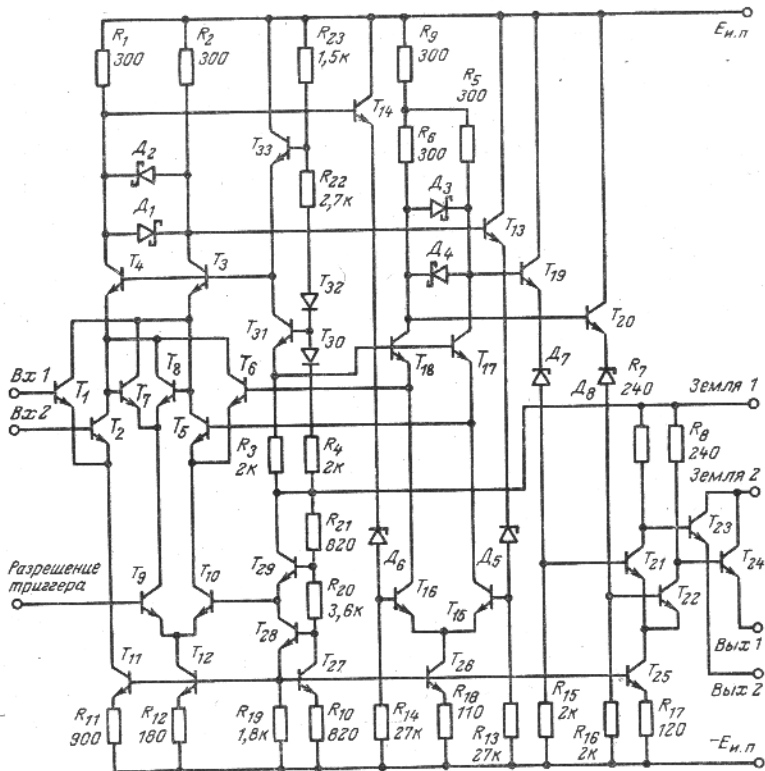 R1
300
R2
300
R23
1,5к
R9
300
Eи.п
R5
300
T14
T33
R6
300
Д2
R22
2,7к
Д3
Д1
T13
T4
T3
Д4
T19
T32
T31
T30
T20
T8
T6
T18
T17
Д7
Вх 1
T1
T7
Д8
R7
240
Земля 1
Вх 2
T2
T5
R3
2к
R4
2к
R8
240
Земля 2
R21
820
T23
Д6
Д5
T24
Разрешение
триггера
T9
T10
T29
R20
3,6к
T16
T15
T21
T22
T28
Вых 1
T11
T12
T27
T26
T25
Вых 2
R11
900
R12
180
R19
1,8к
R10
820
R14
27к
R18
110
R13
27к
R15
2к
R16
2к
R17
120
-Eи.п